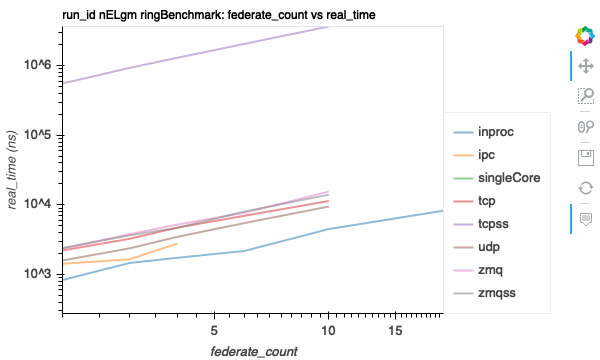 run_id nELgm ringBenchmark: federate_count vs real_time
real_time (ns)
10^6
10^5
10^4
10^3
5
10
15
federate_count
inproc
ipc
singleCore
tcp
tcpss
udp
zmq
zmqss